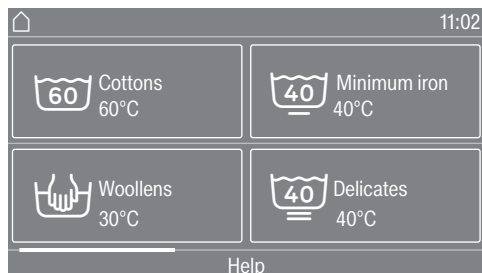 11:02
60 Cottons
60°C
40 Minimum iron
40°C
Woollens
30°C
40 Delicates
40°C
Help